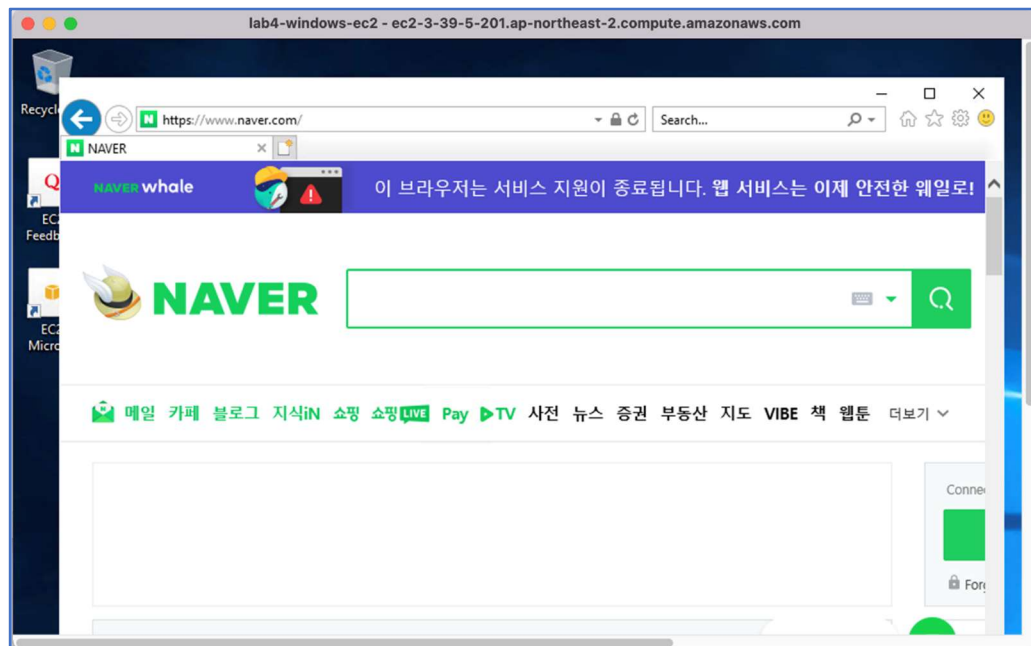 lab4-windows-ec2 - ec2-3-39-5-201.ap-northeast-2.compute.amazonaws.com
https://www.naver.com/
Search...
NAVER
NAVER whale 이 브라우저는 서비스 지원이 종료됩니다. 웹 서비스는 이제 안전한 웨일로!
NAVER
메일 카페 블로그 지식iN 쇼핑 쇼핑LIVE Pay TV 사전 뉴스 증권 부동산 지도 VIBE 책 웹툰 더보기